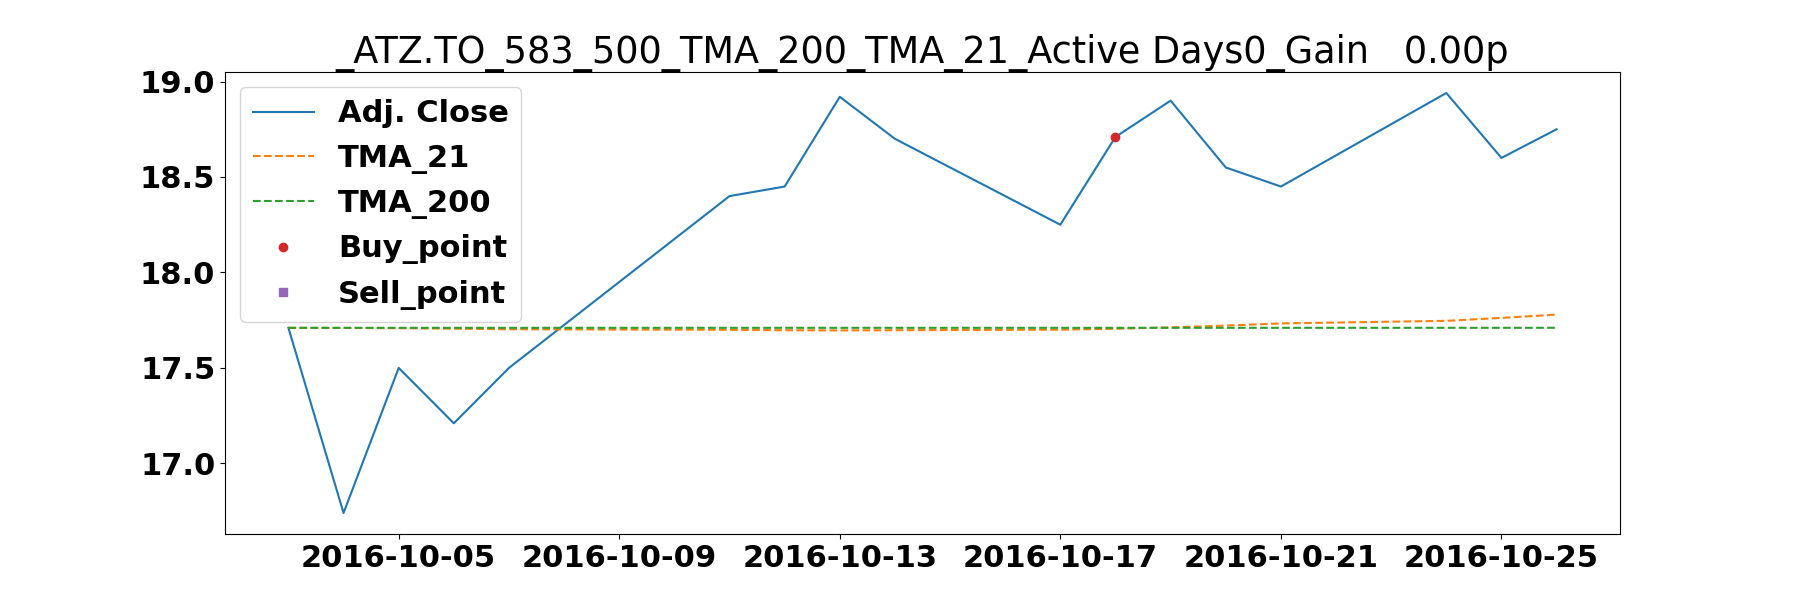 _ATZ.TO_583_500_TMA_200_TMA_21_Active Days0_Gain   0.00p
19.0
18.5
18.0
17.5
17.0
Adj. Close
TMA_21
TMA_200
Buy_point
Sell_point
2016-10-05 2016-10-09 2016-10-13 2016-10-17 2016-10-21 2016-10-25